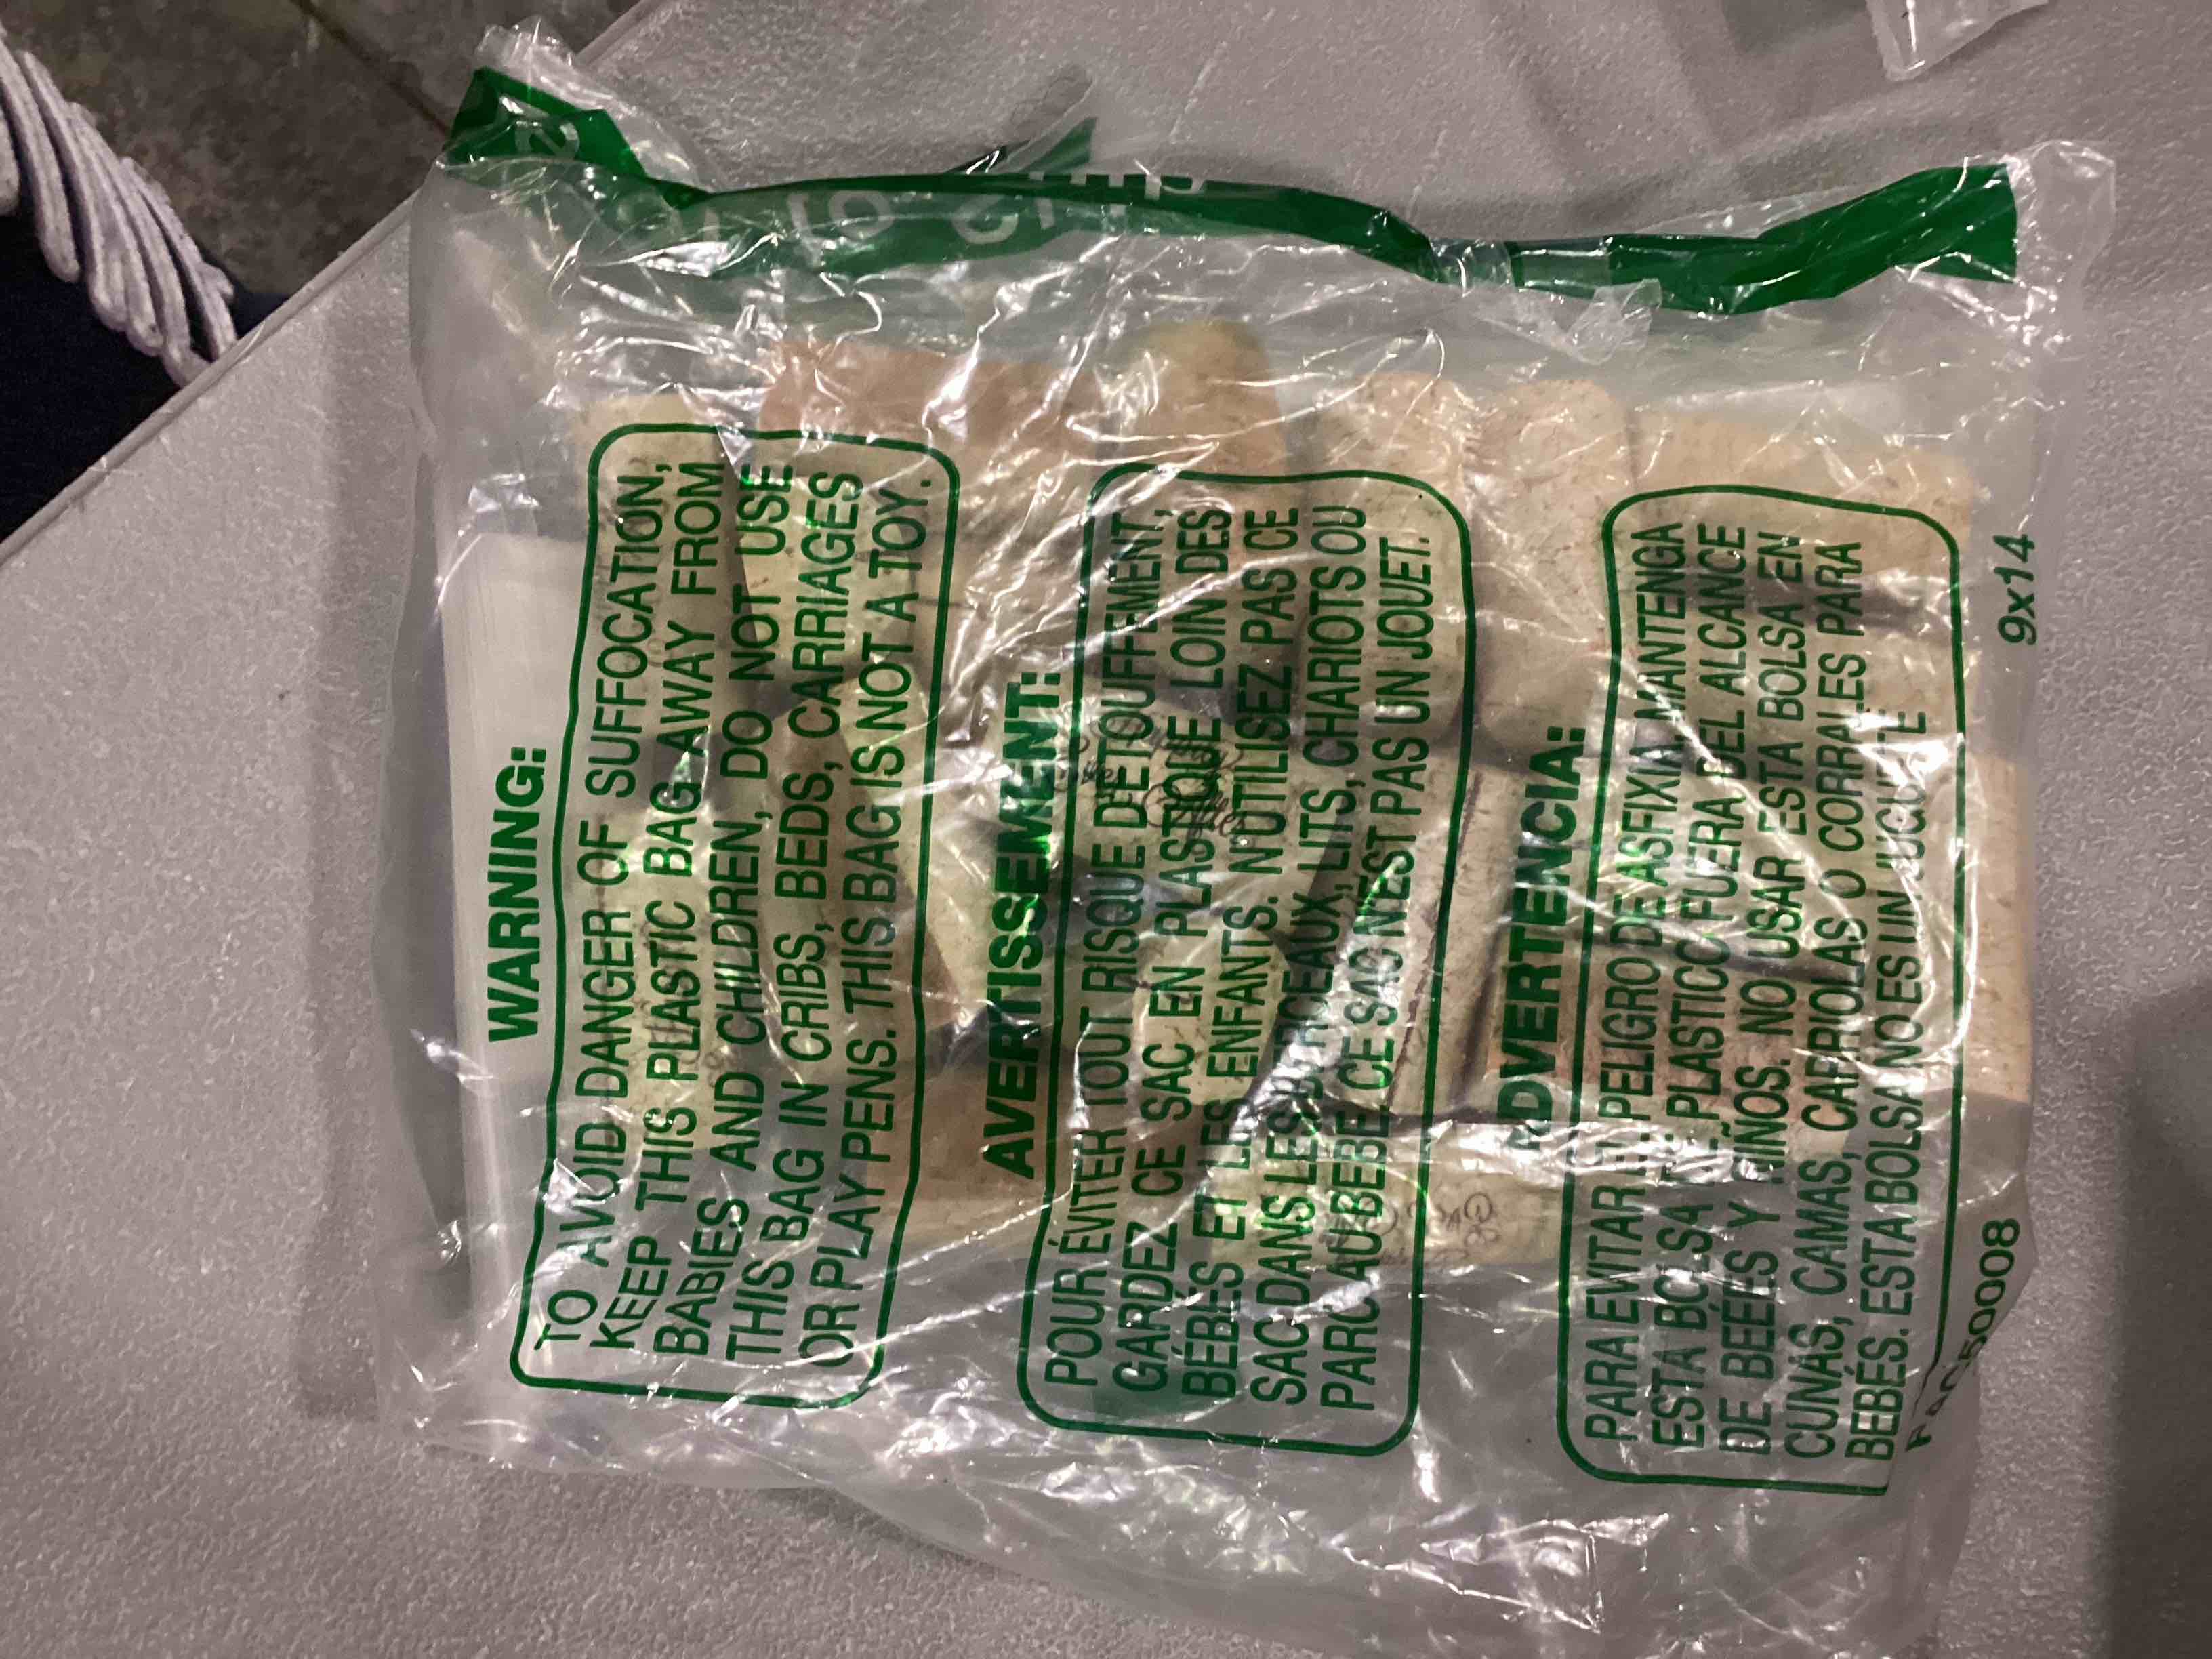 WARNING:
TO AVOID DANGER OF SUFFOCATION,
KEEP THIS PLASTIC BAG AWAY FROM
BABIES AND CHILDREN, DO NOT USE
THIS BAG IN CRIBS, BEDS, CARRIAGES
OR PLAY PENS. THIS BAG IS NOT A TOY.
AVERTISSEMENT:
POUR ÉVITER TOUT RISQUE D'ÉTOUFFEMENT,
GARDEZ CE SAC EN PLASTIQUE LOIN DES
BÉBÉS ET LES ENFANTS. N'UTILISEZ PAS CE
SAC DANS LES BERCEAUX, LITS, CHARIOTS OU
PARC AU BEBE. CE SAC N'EST PAS UN JOUET.
ADVERTENCIA:
PARA EVITAR PELIGRO DE ASFIXIA MANTENGA
ESTA BOLSA DE PLASTICO FUERA DEL ALCANCE
DE BEBÉS Y NIÑOS. NO USAR ESTA BOLSA EN
CUNAS, CAMAS, CARRIOLAS O CORRALES PARA
BEBÉS. ESTA BOLSA NO ES UN JUGUETE
9x14